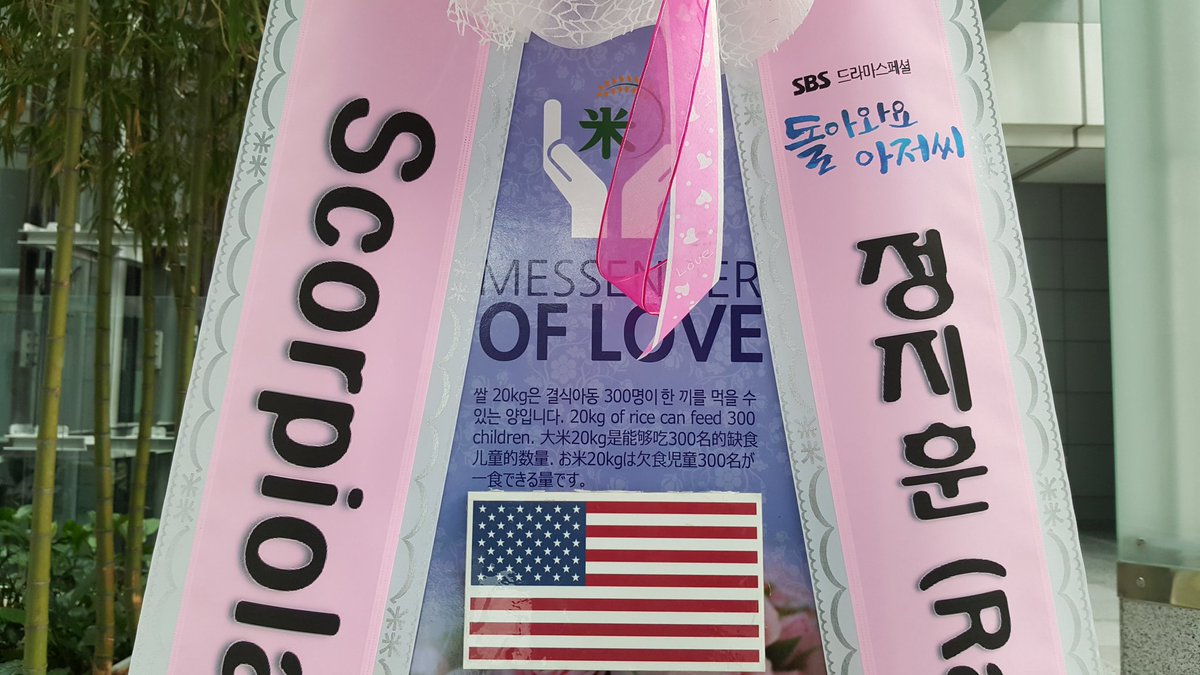 Scorpiola
米
MESSENGER
OF LOVE
Love
쌀 20kg은 결식아동 300명이 한 끼를 먹을 수
있는 양입니다. 20kg of rice can feed 300
children. 大米20kg是能够吃300名的缺食
儿童的数量. お米20kgは欠食児童300名が
一食できる量です。
SBS 드라마스페셜
돌아와요
아저씨
정지훈 (Ra